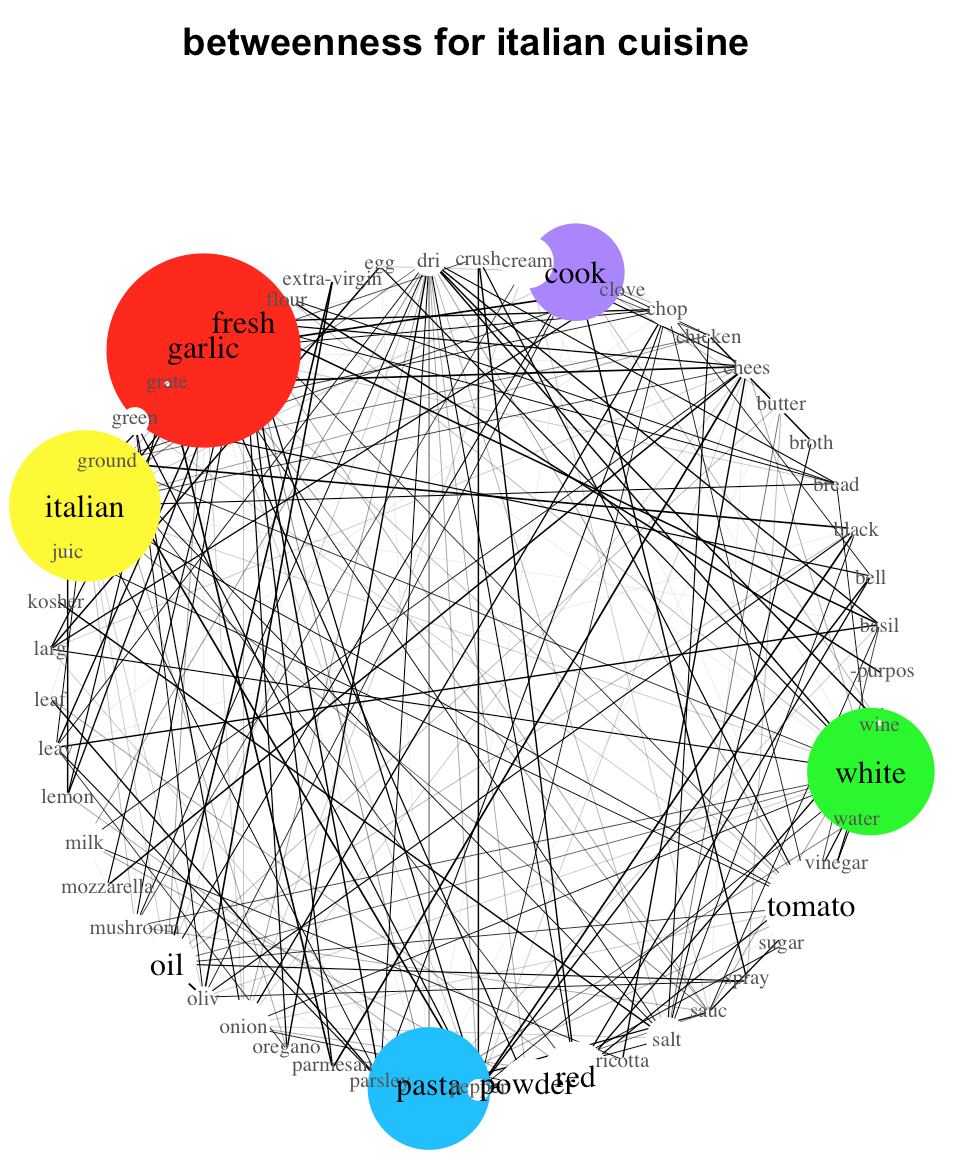 betweenness for italian cuisine
egg
dri
crush
cream
cook
extra-virgin
clove
flour
chop
fresh
chicken
garlic
chees
grate
butter
green
broth
ground
bread
italian
black
juic
bell
kosher
basil
larg
-purpos
leaf
wine
leav
white
lemon
water
milk
vinegar
mozzarella
tomato
mushroom
sugar
oil
spray
oliv
sauc
onion
salt
oregano
ricotta
parmesan
red
parsley
pasta
pepper
powder